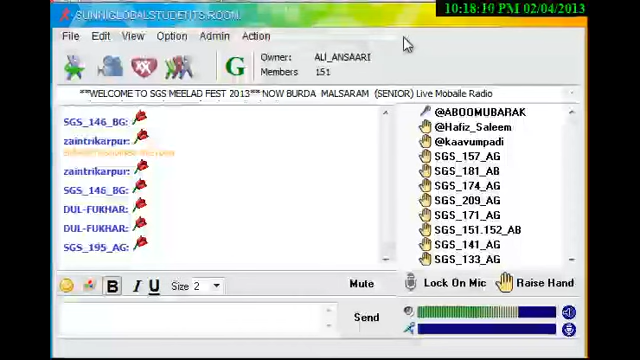 10:18:10 PM 02/04/2013
SUNNIGLOBALSTUDENTS ROOM
File Edit View Option Admin Action
Owner: ALI_ANSAARI
Members 151
G
**WELCOME TO SGS MEELAD FEST 2013** NOW BURDA MALSARAM (SENIOR) Live Mobaile Radio
SGS_146_BG:
zaintrikarpur:
zaintrikarpur:
SGS_146_BG:
DUL-FUKHAR:
DUL-FUKHAR:
SGS_195_AG:
@ABOOMUBARAK
@Hafiz_Saleem
@kaavumpadi
SGS_157_AG
SGS_181_AB
SGS_174_AG
SGS_209_AG
SGS_171_AG
SGS_151.152_AB
SGS_141_AG
SGS_133_AG
B I U Size 2 Mute
Lock On Mic Raise Hand
Send